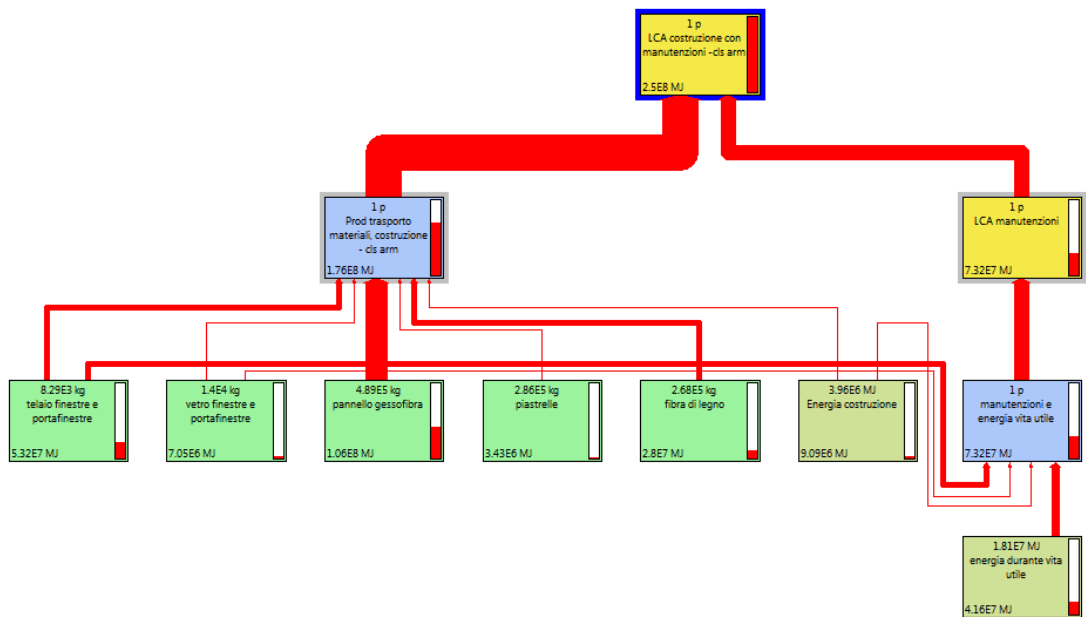 1 p
LCA costruzione con
manutenzioni -cls arm
2.5E8 MJ
1 p
Prod trasporto
materiali, costruzione
- cls arm
1.76E8 MJ
1 p
LCA manutenzioni
7.32E7 MJ
8.29E3 kg
telaio finestre e
portafinestre
5.32E7 MJ
1.4E4 kg
vetro finestre e
portafinestre
7.05E6 MJ
4.89E5 kg
pannello gessofibra
1.06E8 MJ
2.86E5 kg
piastrelle
3.43E6 MJ
2.68E5 kg
fibra di legno
2.8E7 MJ
3.96E6 MJ
Energia costruzione
9.09E6 MJ
1 p
manutenzioni e
energia vita utile
7.32E7 MJ
1.81E7 MJ
energia durante vita
utile
4.16E7 MJ